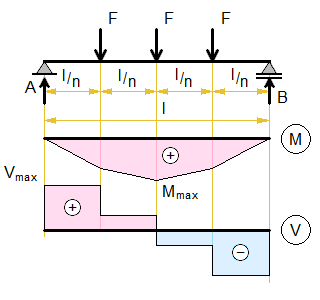 F F F
l/n l/n l/n l/n
A B
l
+ M
Vmax Mmax
+ V
−